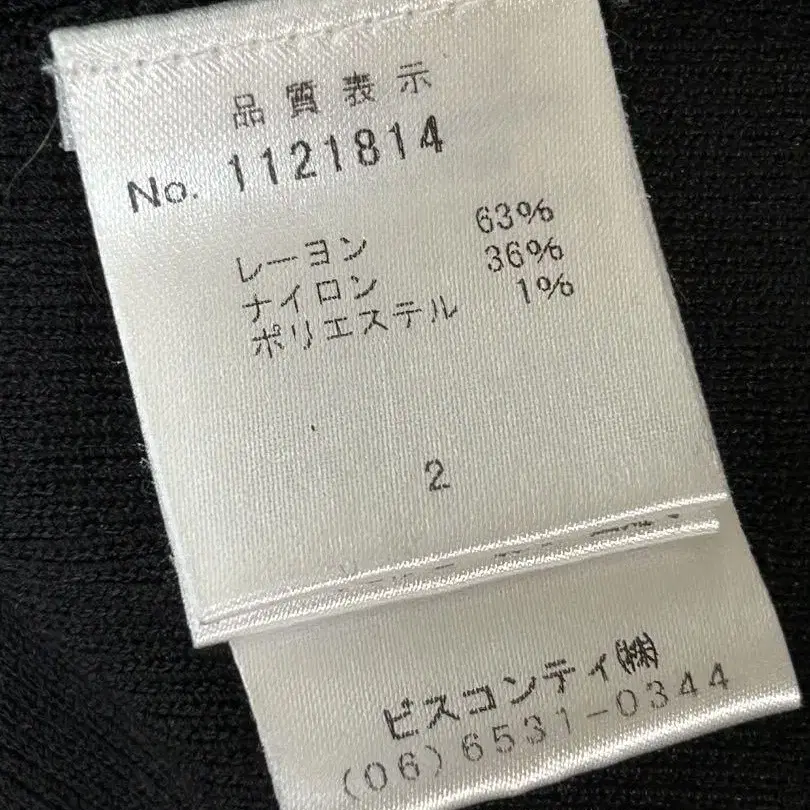 品質表示
No. 1121814
レーヨン 63%
ナイロン 36%
ポリエステル 1%
2
ビスコンティ(株)
(06)6531-0344